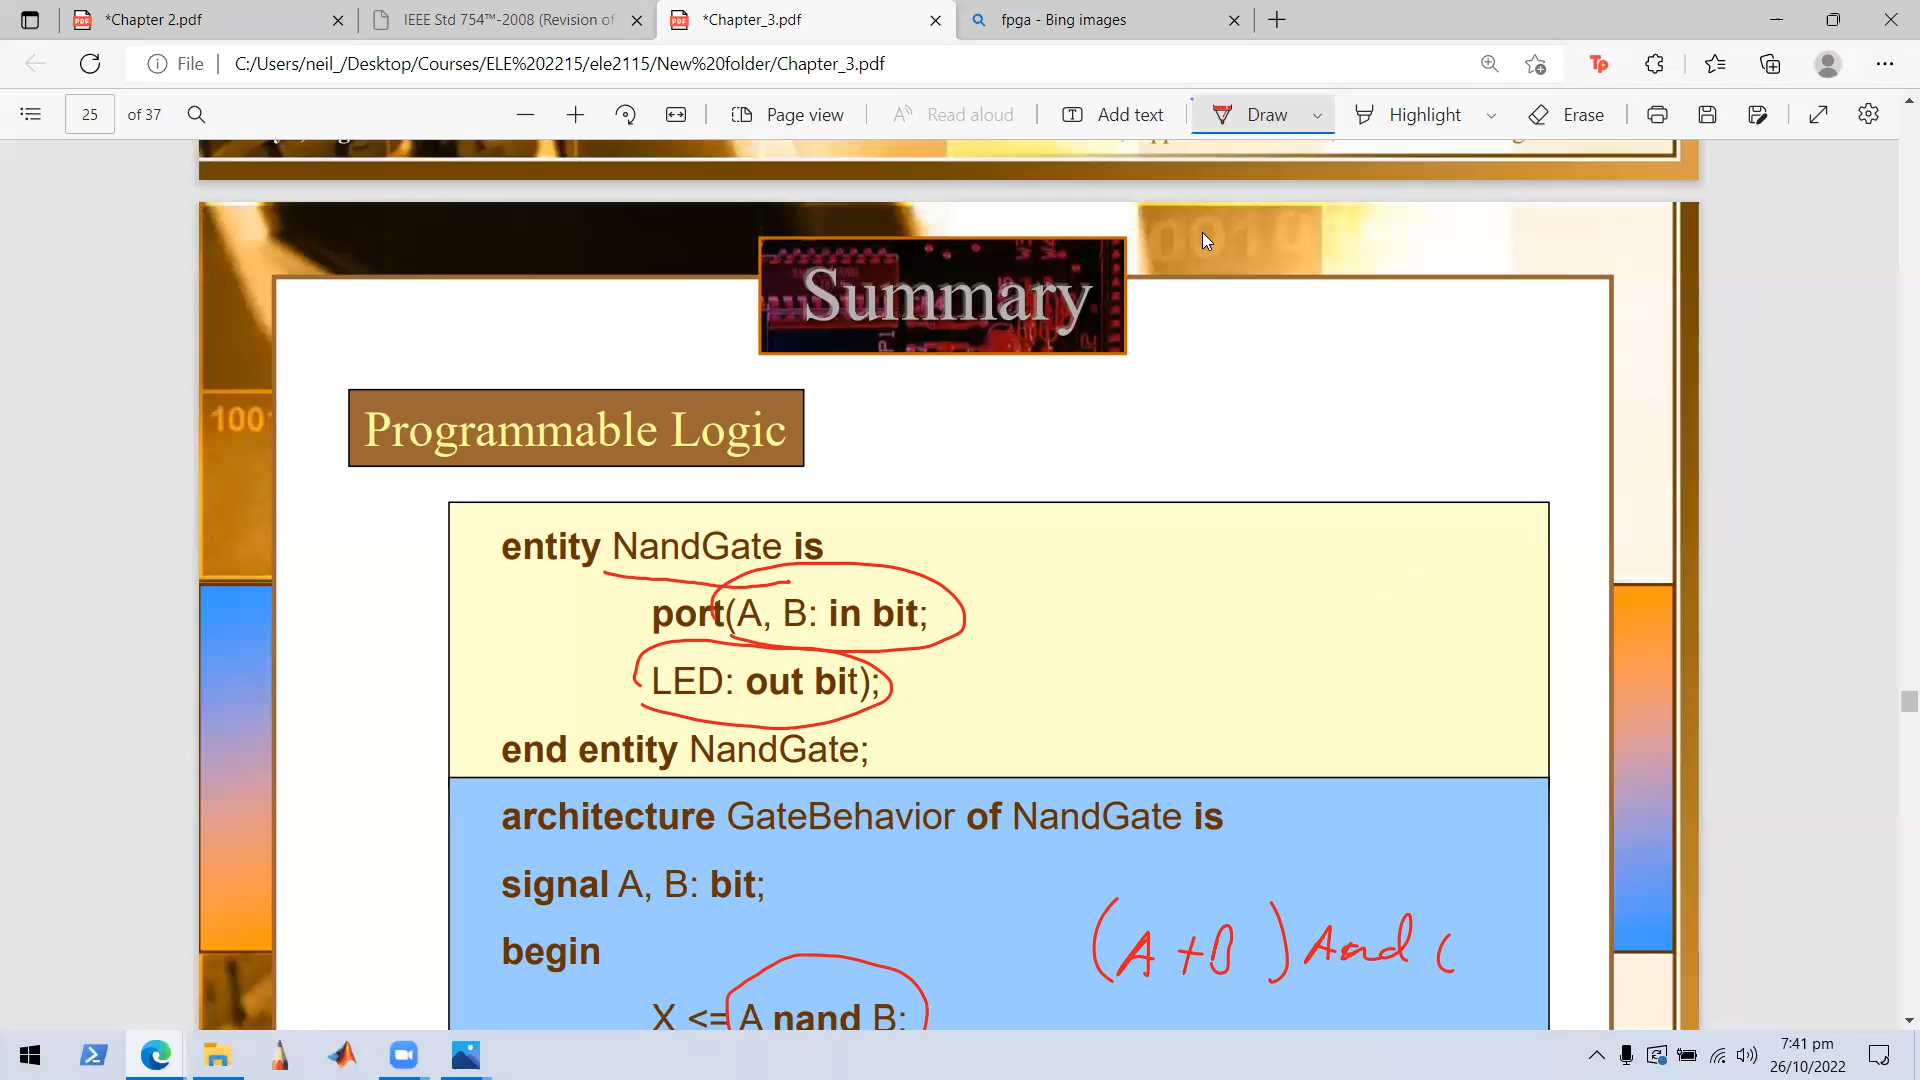 *Chapter 2.pdf
IEEE Std 754™-2008 (Revision of
*Chapter_3.pdf
fpga - Bing images
File
C:/Users/neil_/Desktop/Courses/ELE%202215/ele2115/New%20folder/Chapter_3.pdf
Tp
25 of 37
Page view
Read aloud
Add text
Draw
Highlight
Erase
0010
Summary
100
Programmable Logic
entity NandGate is
port(A, B: in bit;
LED: out bit);
end entity NandGate;
architecture GateBehavior of NandGate is
signal A, B: bit;
begin
(A+B) And C
X <= A nand B;
7:41 pm
26/10/2022